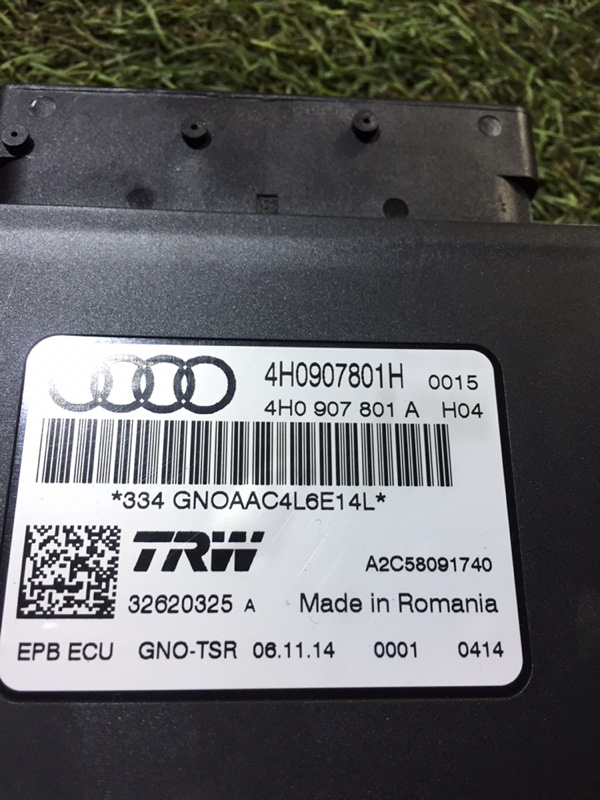 4H0907801H 0015
4H0 907 801 A H04
*334 GNOAAC4L6E14L*
TRW A2C58091740
32620325 A Made in Romania
EPB ECU GNO-TSR 06.11.14 0001 0414